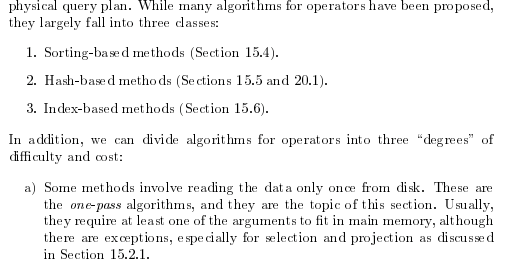 physical query plan. While many algorithms for operators have been proposed,
they largely fall into three classes:
1. Sorting-based methods (Section 15.4).
2. Hash-based methods (Sections 15.5 and 20.1).
3. Index-based methods (Section 15.6).
In addition, we can divide algorithms for operators into three “degrees” of
difficulty and cost:
a) Some methods involve reading the data only once from disk. These are
the one-pass algorithms, and they are the topic of this section. Usually,
they require at least one of the arguments to fit in main memory, although
there are exceptions, especially for selection and projection as discussed
in Section 15.2.1.